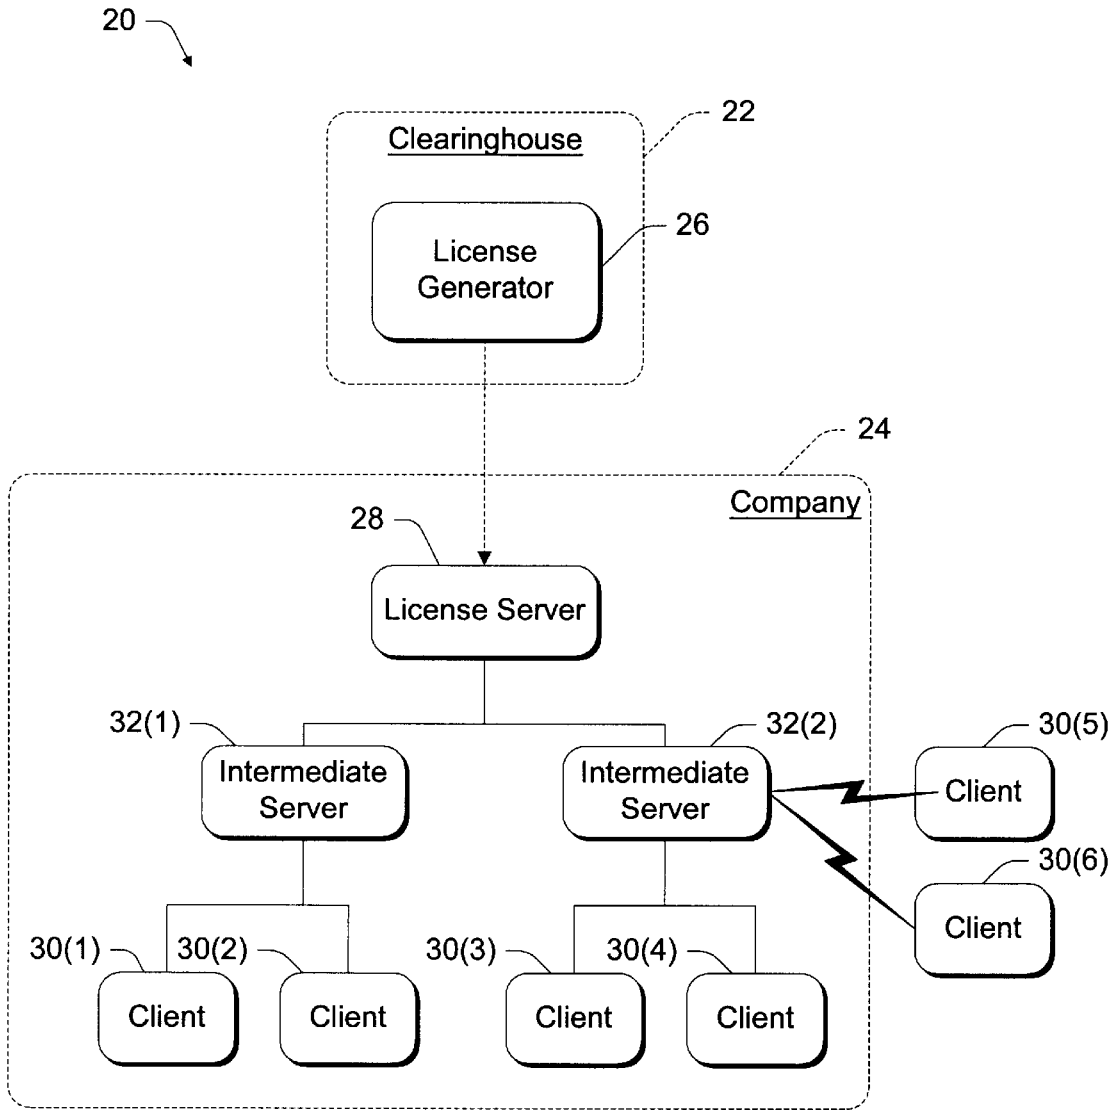 20
22
Clearinghouse
26
License
Generator
24
Company
28
License Server
32(1)
32(2)
30(5)
Intermediate
Server
Intermediate
Server
Client
30(6)
Client
30(1)
30(2)
30(3)
30(4)
Client
Client
Client
Client